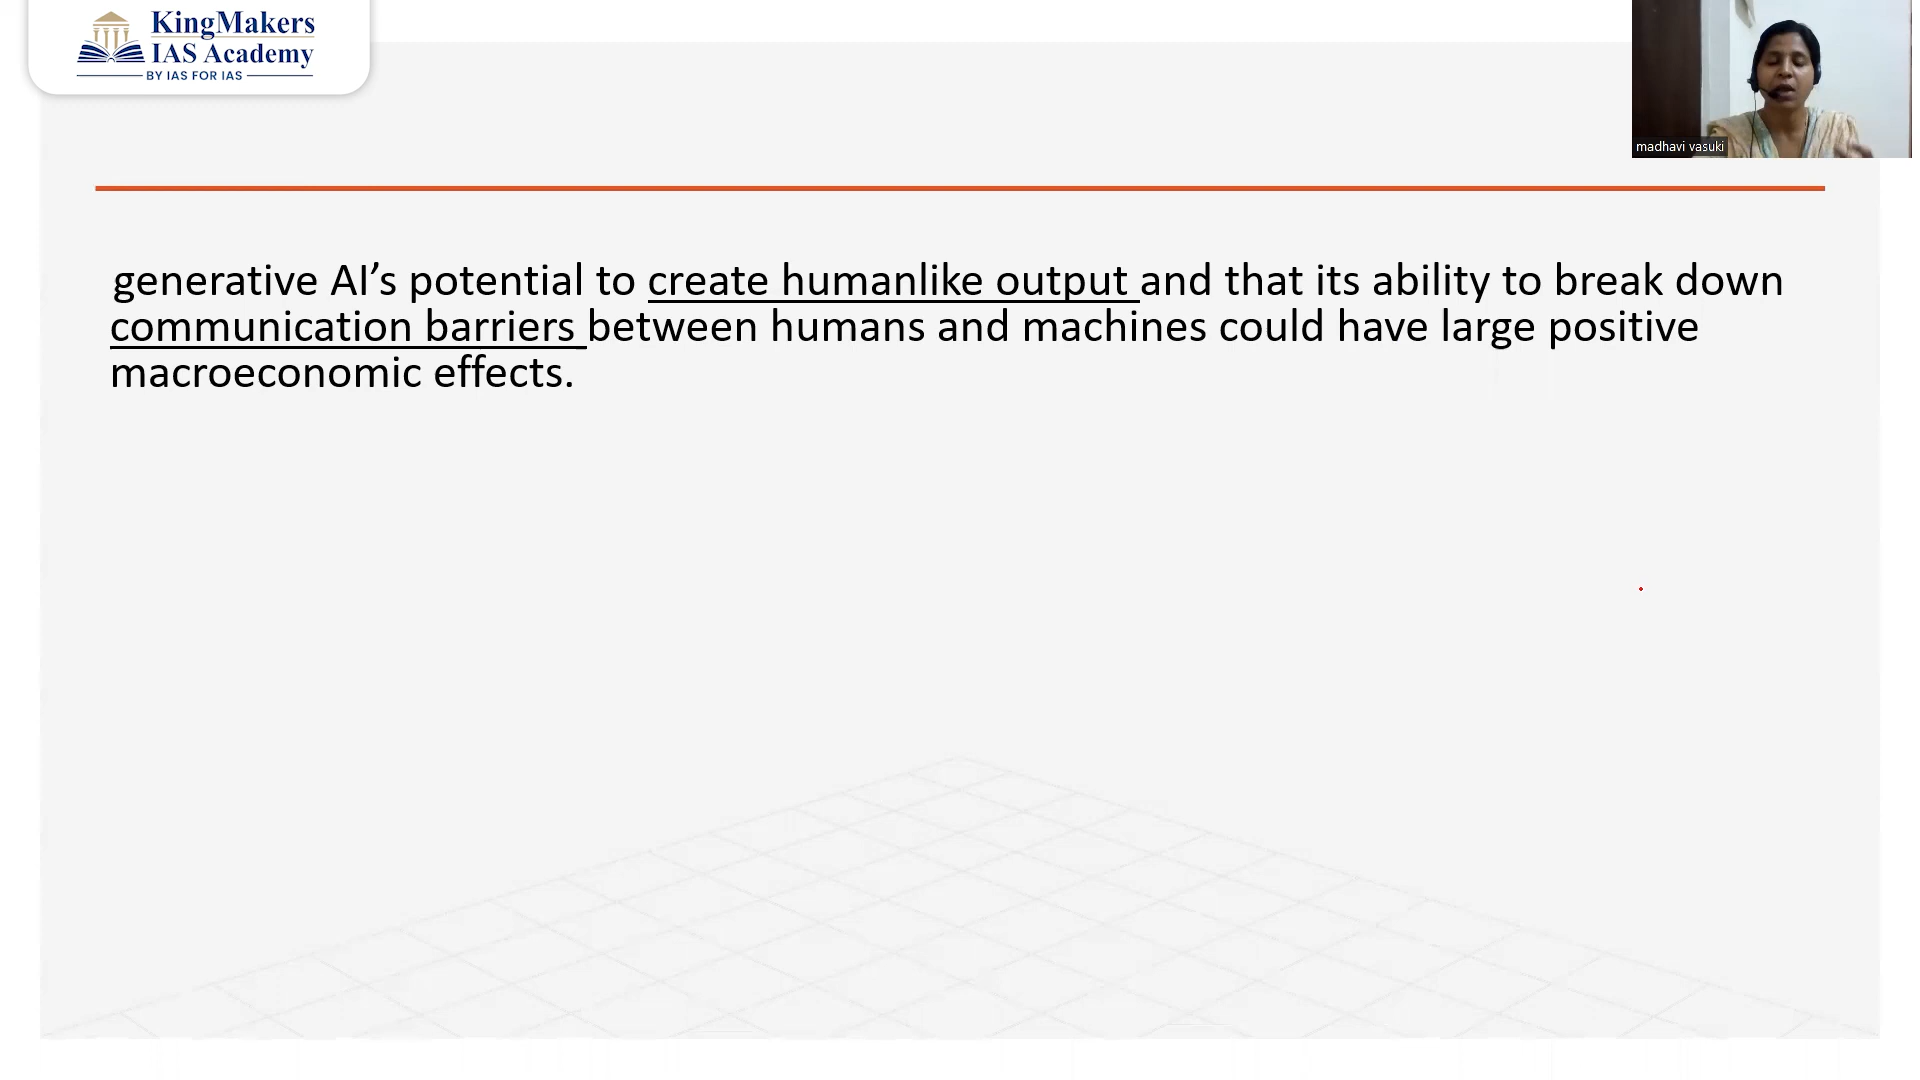 KingMakers
IAS Academy
BY IAS FOR IAS
madhavi vasuki
generative AI’s potential to create humanlike output and that its ability to break down
communication barriers between humans and machines could have large positive
macroeconomic effects.